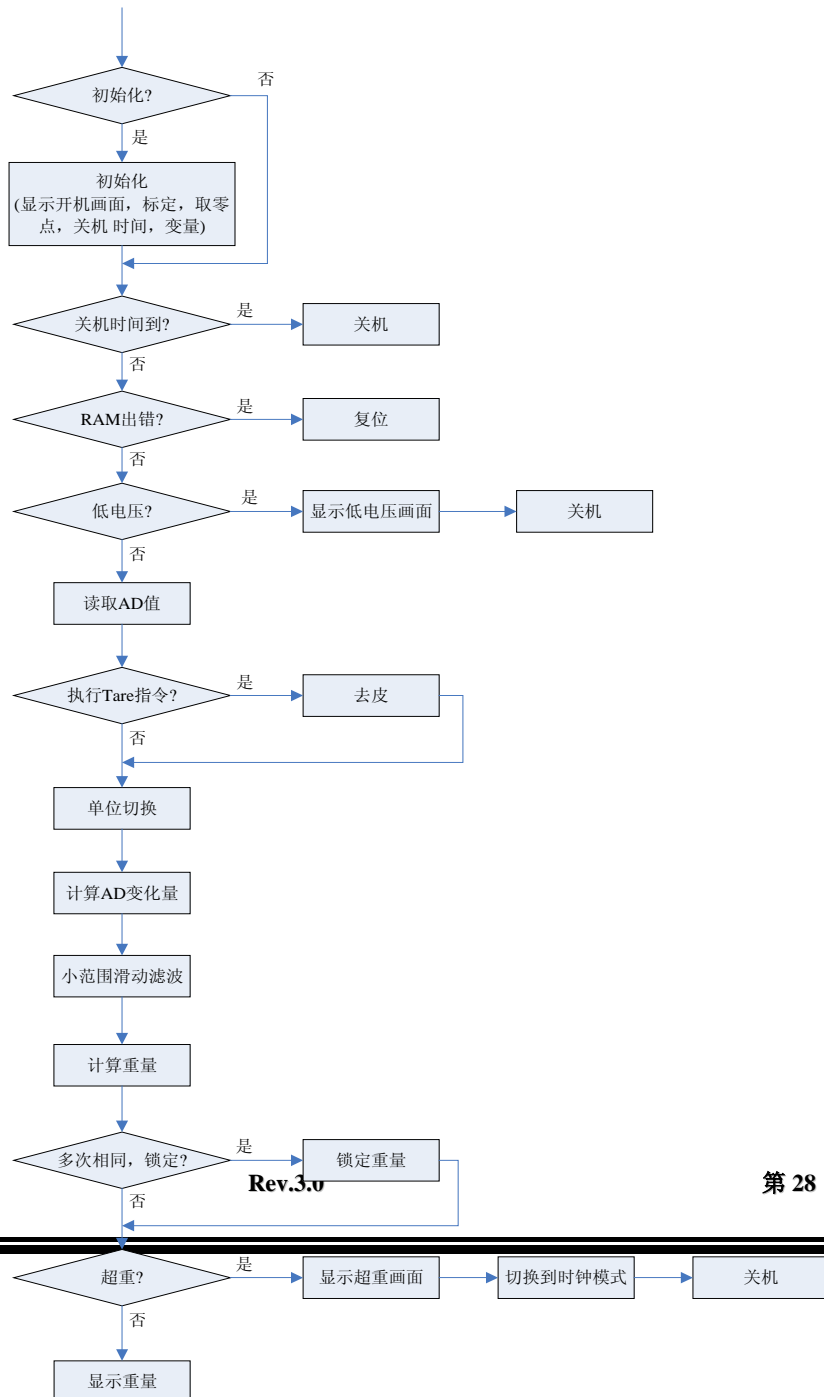 否
初始化?
是
初始化
(显示开机画面，标定，取零
点，关机 时间，变量)
关机时间到?
是
关机
否
RAM出错?
是
复位
否
低电压?
是
显示低电压画面
关机
否
读取AD值
执行Tare指令?
是
去皮
否
单位切换
计算AD变化量
小范围滑动滤波
计算重量
多次相同，锁定?
是
锁定重量
Rev.3.0
第 28
否
超重?
是
显示超重画面
切换到时钟模式
关机
否
显示重量